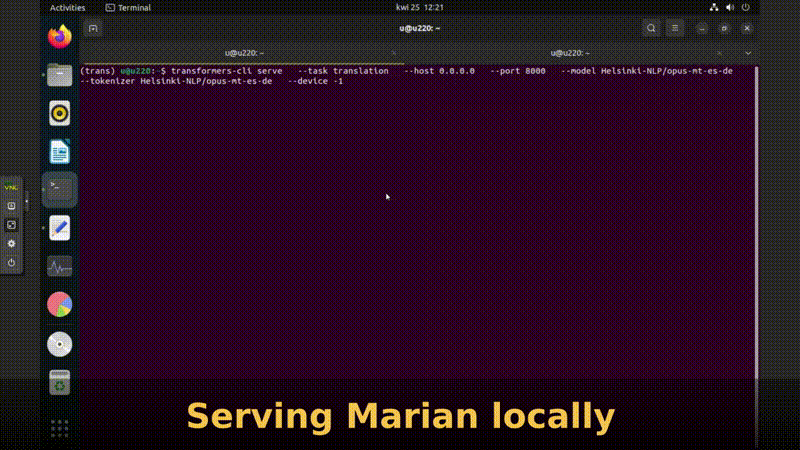 Activities
Terminal
kwi 25 12:21
u@u220: ~
u@u220: ~
u@u220: ~
(trans) u@u220:~$ transformers-cli serve --task translation --host 0.0.0.0 --port 8000 --model Helsinki-NLP/opus-mt-es-de
--tokenizer Helsinki-NLP/opus-mt-es-de --device -1
Serving Marian locally